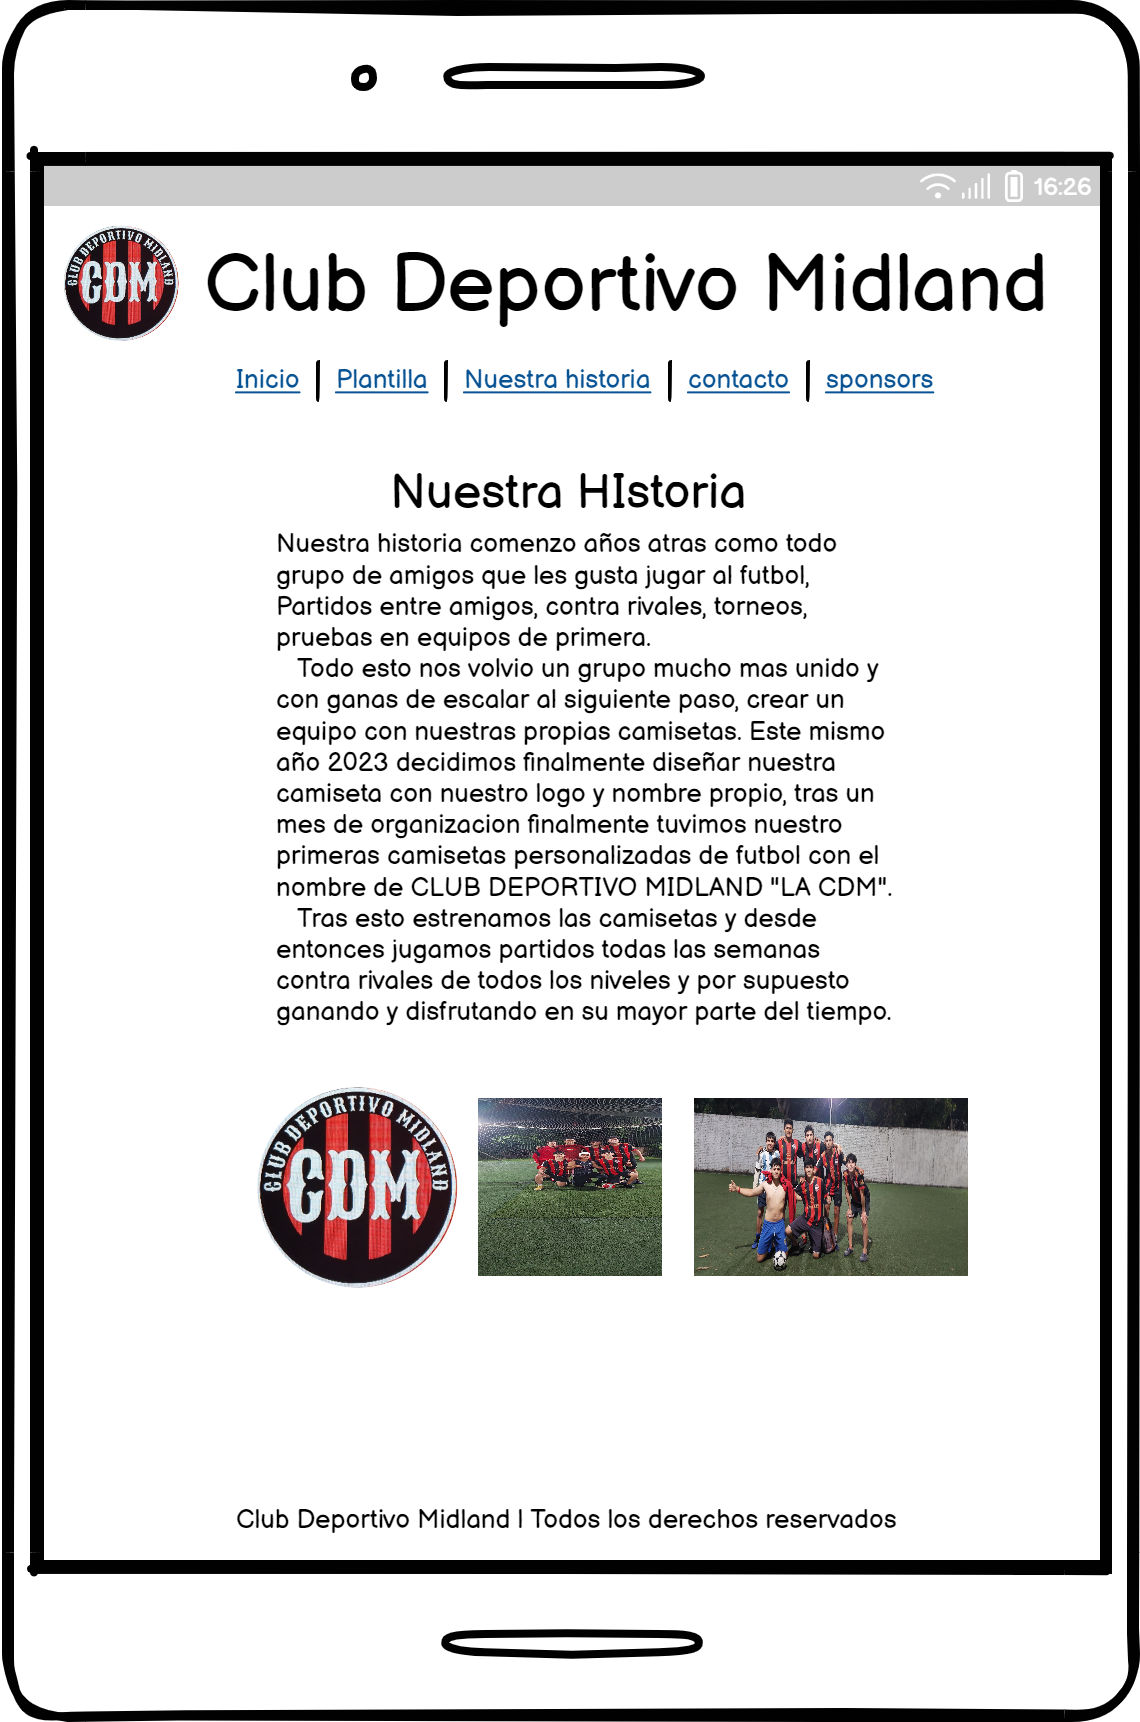 16:26
CLUB DEPORTIVO MIDLAND
CDM
Club Deportivo Midland
Inicio | Plantilla | Nuestra historia | contacto | sponsors
Nuestra HIstoria
Nuestra historia comenzo años atras como todo
grupo de amigos que les gusta jugar al futbol,
Partidos entre amigos, contra rivales, torneos,
pruebas en equipos de primera.
Todo esto nos volvio un grupo mucho mas unido y
con ganas de escalar al siguiente paso, crear un
equipo con nuestras propias camisetas. Este mismo
año 2023 decidimos finalmente diseñar nuestra
camiseta con nuestro logo y nombre propio, tras un
mes de organizacion finalmente tuvimos nuestro
primeras camisetas personalizadas de futbol con el
nombre de CLUB DEPORTIVO MIDLAND "LA CDM".
Tras esto estrenamos las camisetas y desde
entonces jugamos partidos todas las semanas
contra rivales de todos los niveles y por supuesto
ganando y disfrutando en su mayor parte del tiempo.
CLUB DEPORTIVO MIDLAND
CDM
Club Deportivo Midland | Todos los derechos reservados